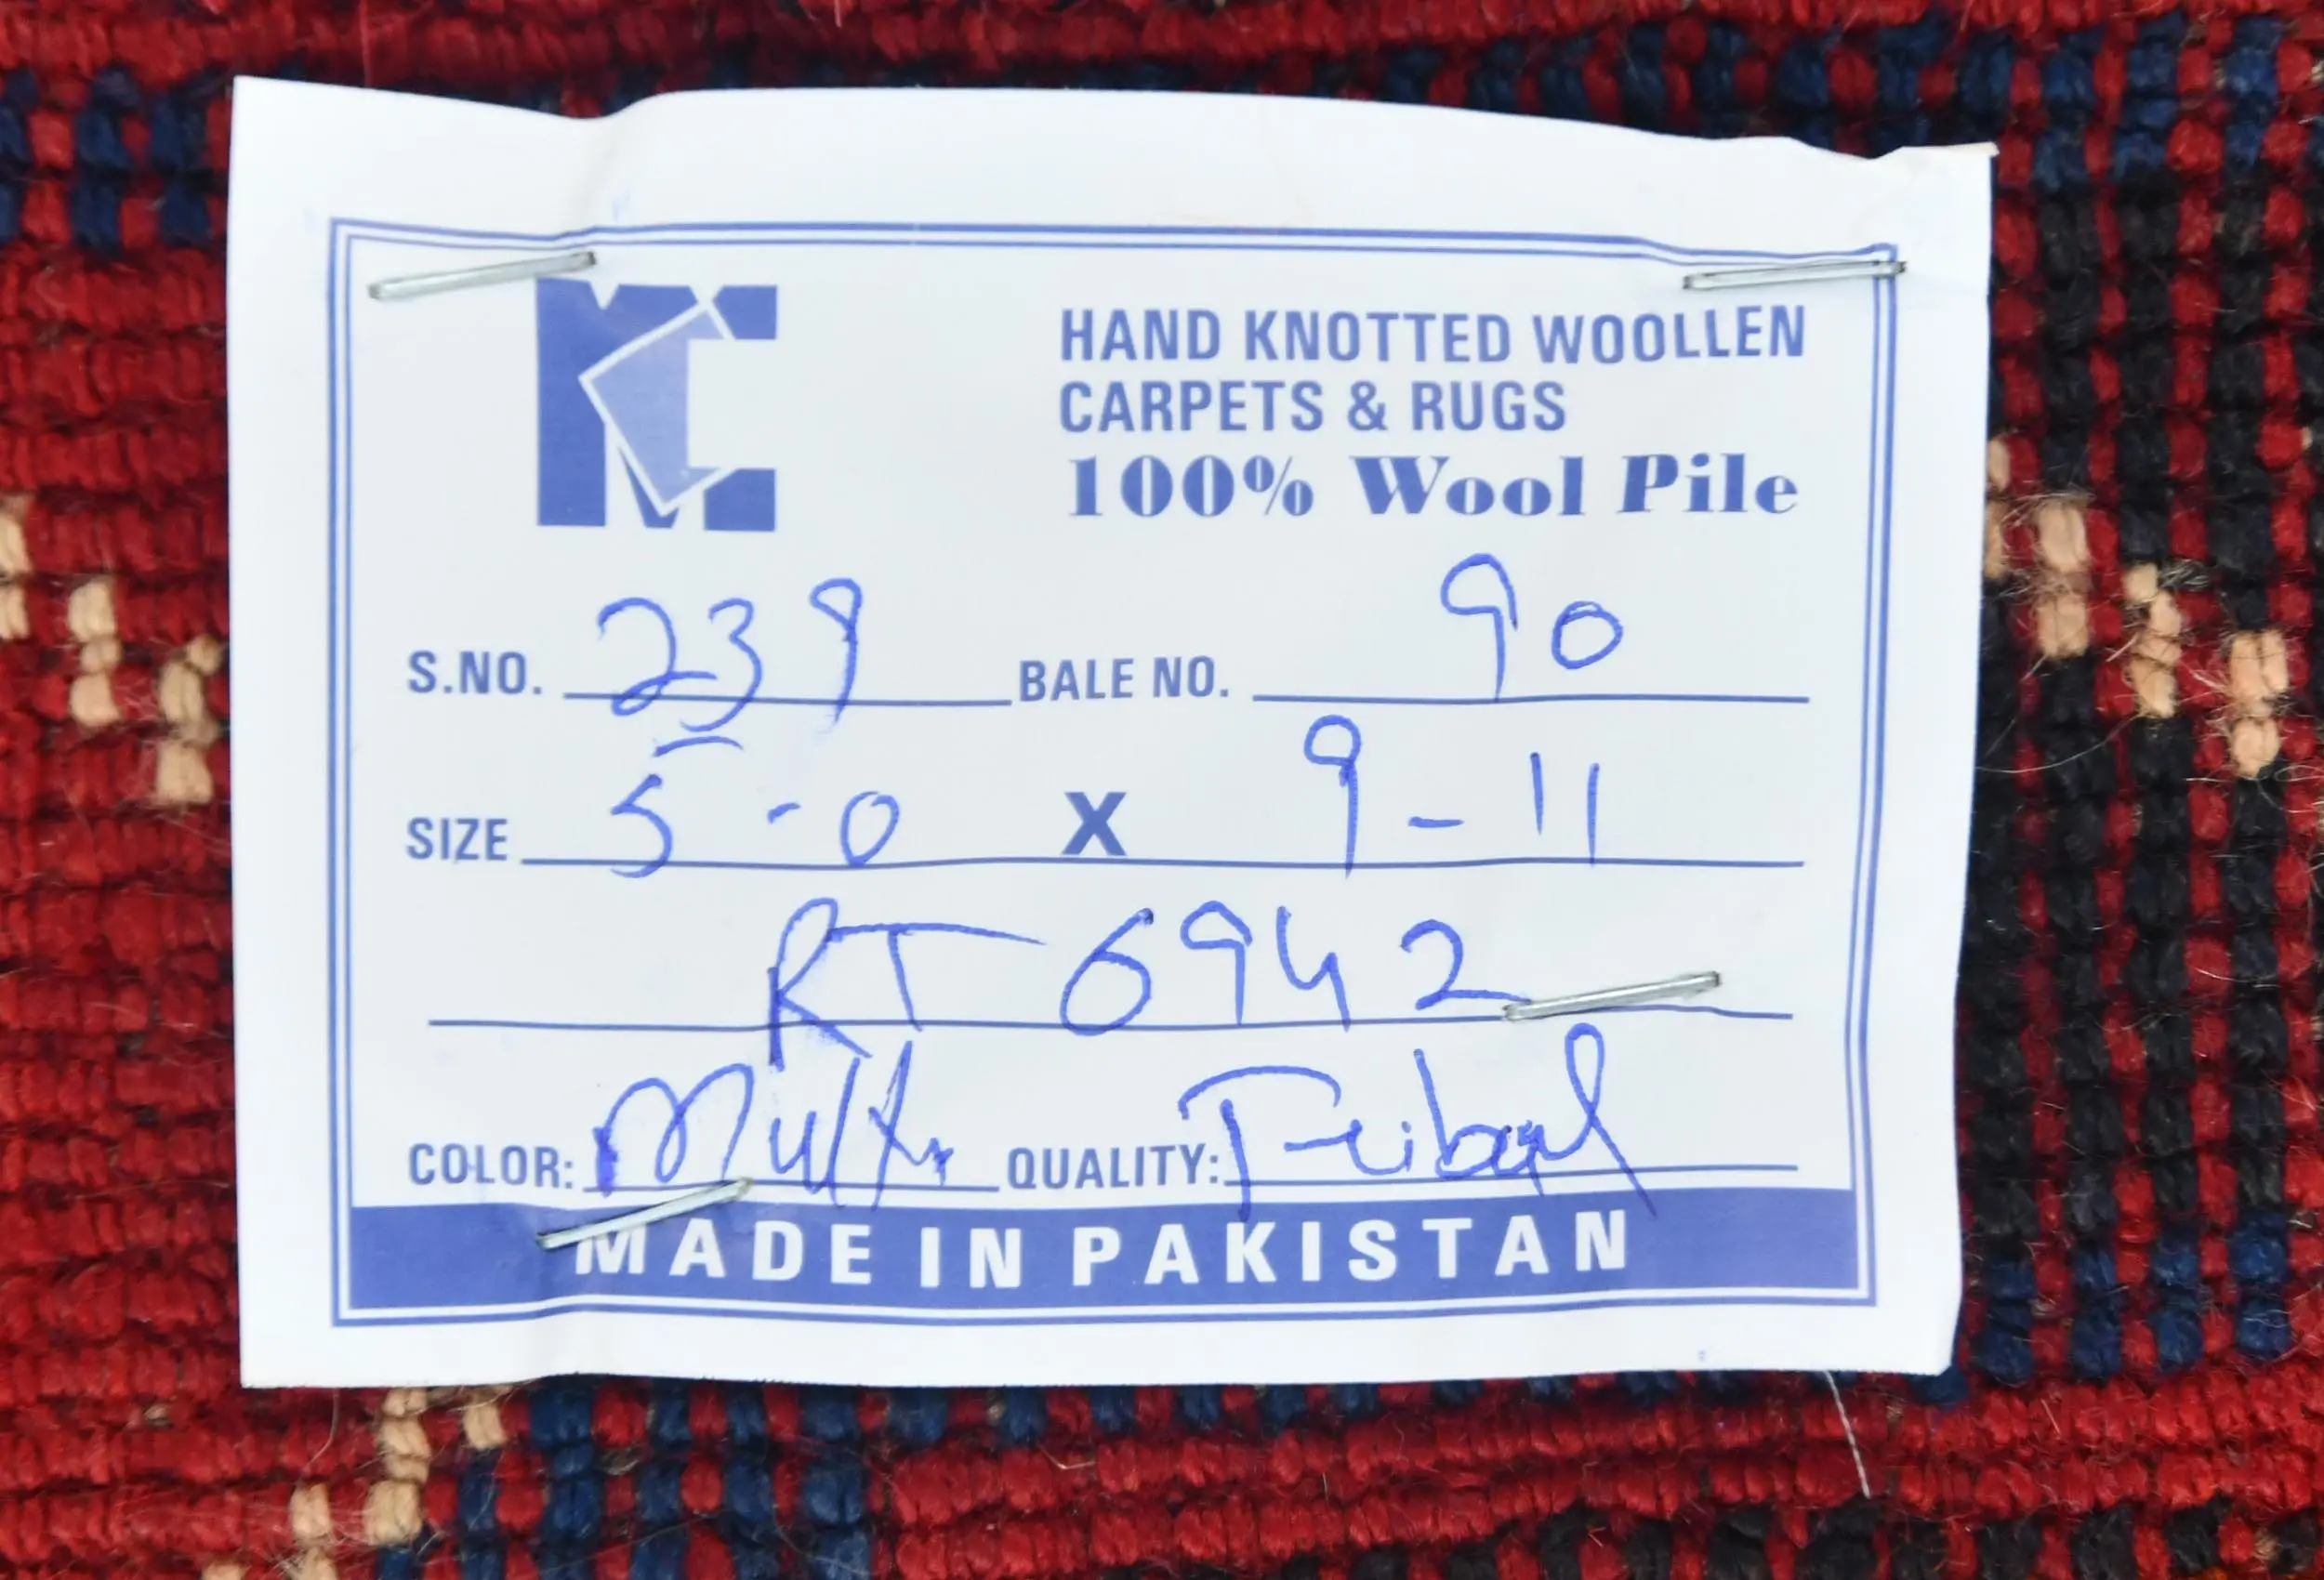 MC
HAND KNOTTED WOOLLEN
CARPETS & RUGS
100% Wool Pile
S.NO. 239 BALE NO. 90
SIZE 5-0 X 9-11
RT 6942
COLOR: Multi QUALITY: Tribal
MADE IN PAKISTAN